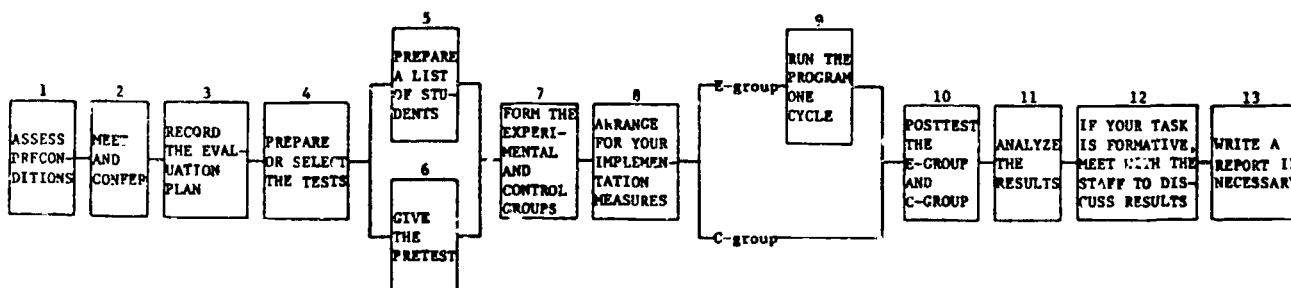 1
ASSESS
PRECON-
DITIONS
2
MEET
AND
CONFER
3
RECORD
THE EVAL-
UATION
PLAN
4
PREPARE
OR SELECT
THE TESTS
5
PREPARE
A LIST
OF STU-
DENTS
6
GIVE
THE
PRETEST
7
FORM THE
EXPERI-
MENTAL
AND
CONTROL
GROUPS
8
ARRANGE
FOR YOUR
IMPLEMEN-
TATION
MEASURES
E-group
C-group
9
RUN THE
PROGRAM
ONE
CYCLE
10
POSTTEST
THE
E-GROUP
AND
C-GROUP
11
ANALYZE
THE
RESULTS
12
IF YOUR TASK
IS FORMATIVE,
MEET WITH THE
STAFF TO DIS-
CUSS RESULTS
13
WRITE A
REPORT IF
NECESSARY